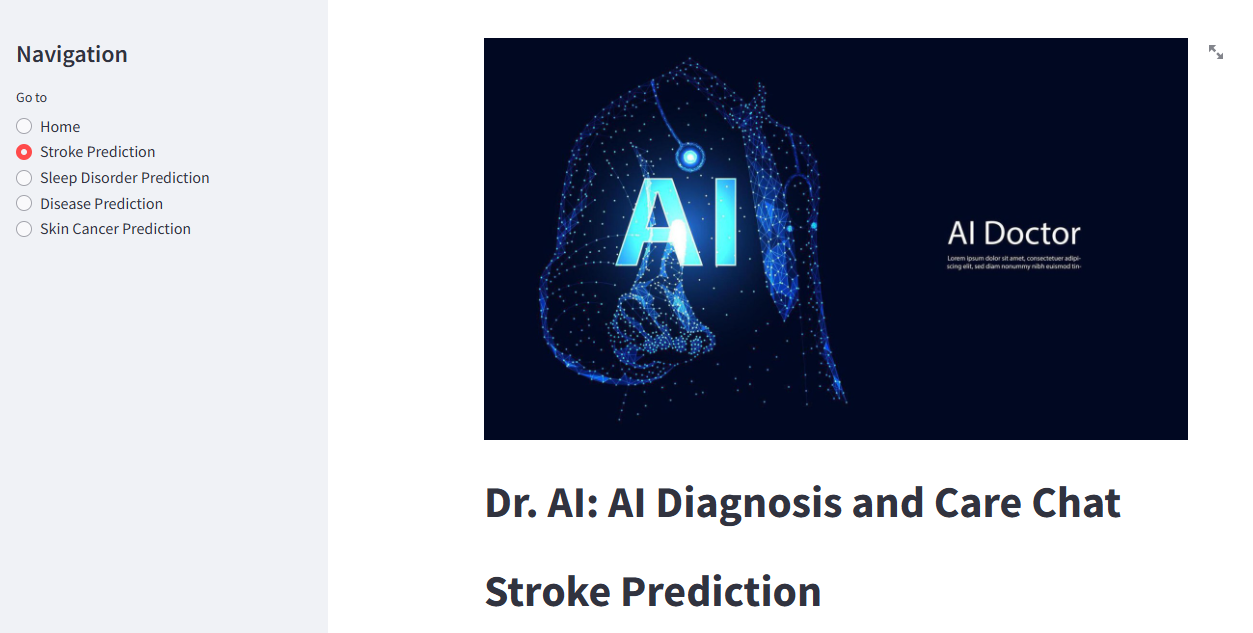 Navigation
Go to
Home
Stroke Prediction
Sleep Disorder Prediction
Disease Prediction
Skin Cancer Prediction
AI
AI Doctor
Lorem ipsum dolor sit amet, consectetuer adipi-
scing elit, sed diam nonummy nibh euismod tin-
Dr. AI: AI Diagnosis and Care Chat
Stroke Prediction